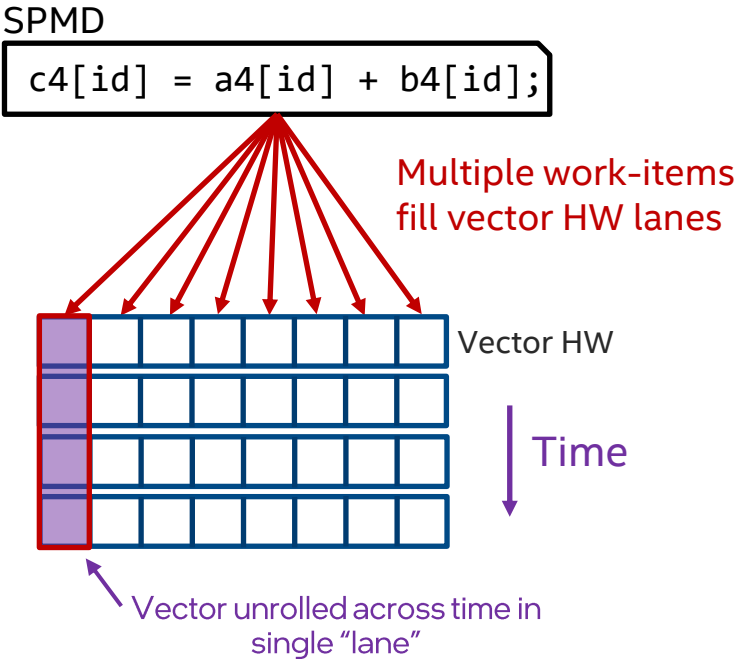 SPMD
c4[id] = a4[id] + b4[id];
Multiple work-items
fill vector HW lanes
Vector HW
Time
Vector unrolled across time in
single “lane”